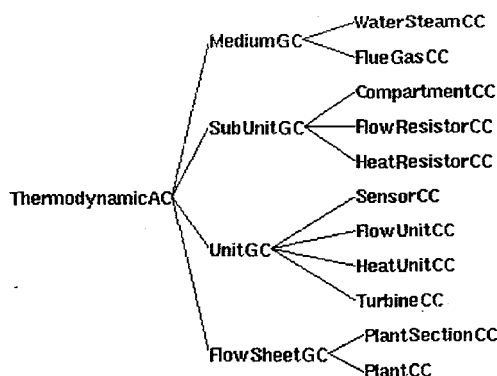 WaterSteamCC
MediumGC
FlueGasCC
CompartmentCC
SubUnitGC
FlowResistorCC
HeatResistorCC
ThermodynamicAC
SensorCC
FlowUnitCC
UnitGC
HeatUnitCC
TurbineCC
PlantSectionCC
FlowSheetGC
PlantCC